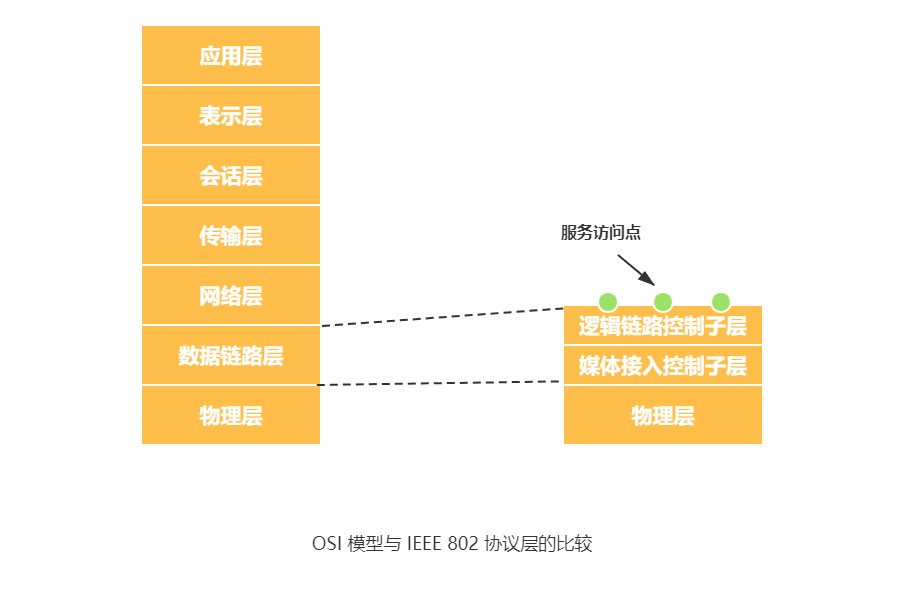 应用层
表示层
会话层
传输层
网络层
数据链路层
物理层
服务访问点
逻辑链路控制子层
媒体接入控制子层
物理层
OSI 模型与 IEEE 802 协议层的比较